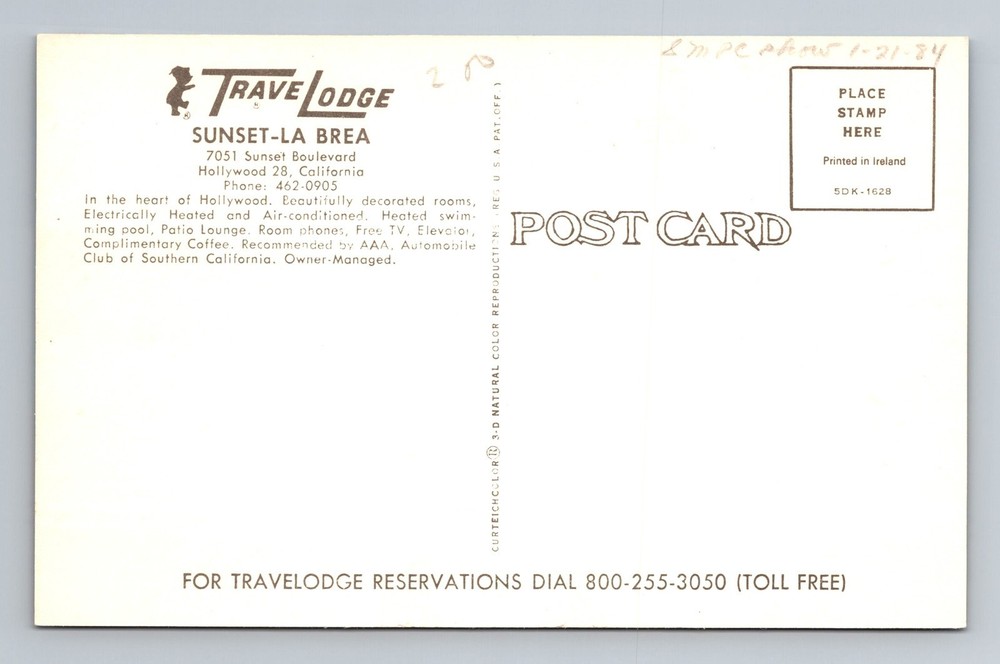 TRAVELODGE ®
SUNSET-LA BREA
7051 Sunset Boulevard
Hollywood 28, California
Phone: 462-0905
In the heart of Hollywood. Beautifully decorated rooms,
Electrically Heated and Air-conditioned. Heated swim-
ming pool, Patio Lounge. Room phones, Free TV, Elevator,
Complimentary Coffee. Recommended by AAA, Automobile
Club of Southern California. Owner-Managed.
2 00
CURTEICHCOLOR® 3-D NATURAL COLOR REPRODUCTIONS (REG. U S A PAT. OFF.)
1-21-84
PLACE
STAMP
HERE
Printed in Ireland
5DK-1628
POST CARD
FOR TRAVELODGE RESERVATIONS DIAL 800-255-3050 (TOLL FREE)